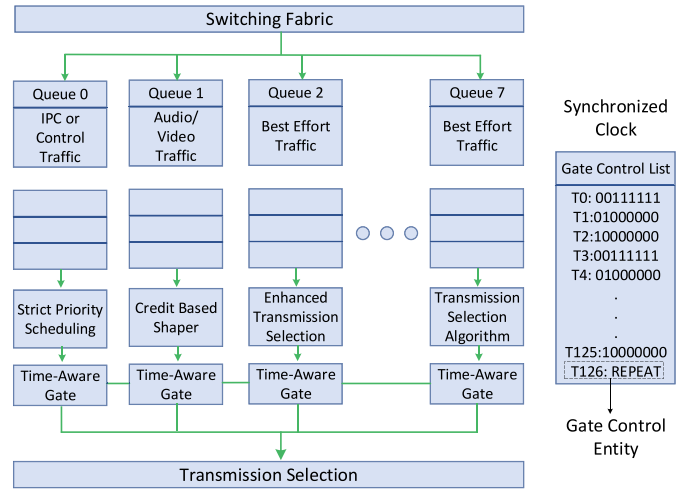 Switching Fabric
Queue 0
IPC or
Control
Traffic
Queue 1
Audio/
Video
Traffic
Queue 2
Best Effort
Traffic
Queue 7
Best Effort
Traffic
Strict Priority
Scheduling
Credit Based
Shaper
Enhanced
Transmission
Selection
Transmission
Selection
Algorithm
Time-Aware
Gate
Time-Aware
Gate
Time-Aware
Gate
Time-Aware
Gate
Transmission Selection
Synchronized
Clock
Gate Control List
T0: 00111111
T1:01000000
T2:10000000
T3:00111111
T4: 01000000
.
.
.
T125:10000000
T126: REPEAT
Gate Control
Entity